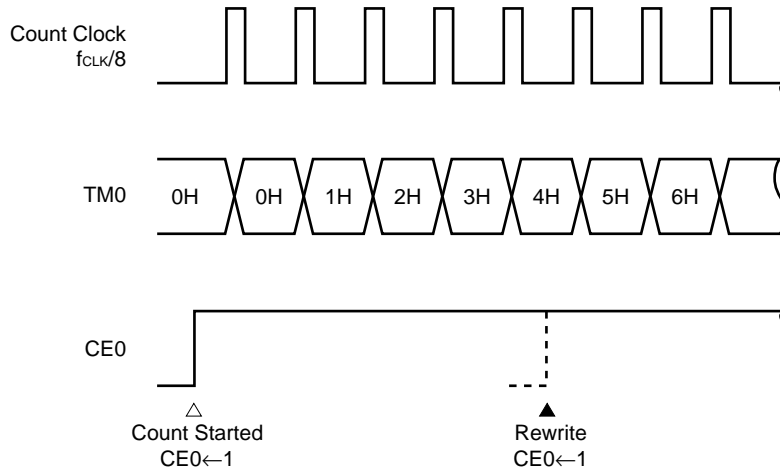 Count Clock
fCLK/8
TM0 0H 0H 1H 2H 3H 4H 5H 6H
CE0
Count Started
CE0←1
Rewrite
CE0←1